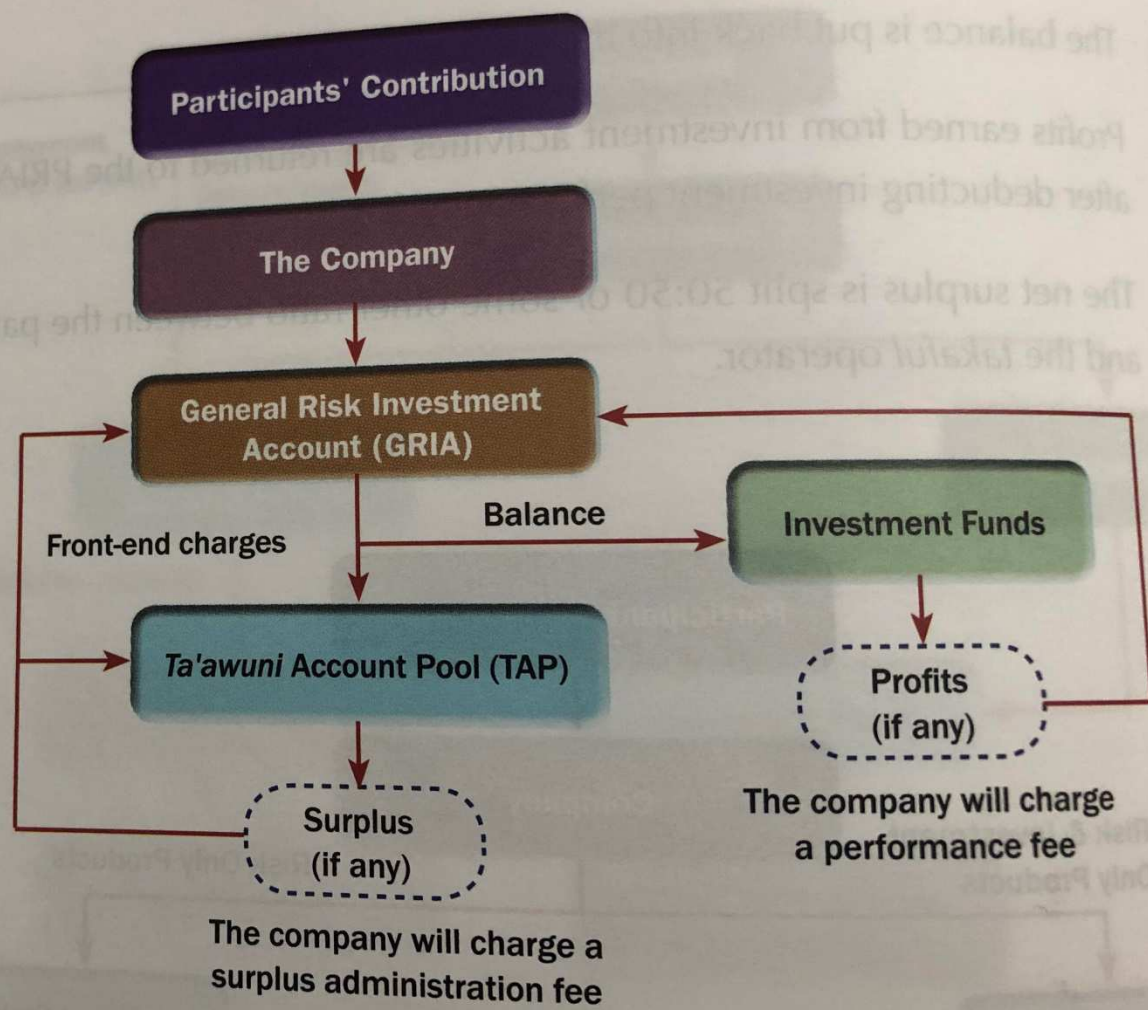 Participants' Contribution
The Company
General Risk Investment
Account (GRIA)
Front-end charges
Balance
Investment Funds
Ta'awuni Account Pool (TAP)
Profits
(if any)
The company will charge
a performance fee
Surplus
(if any)
The company will charge a
surplus administration fee